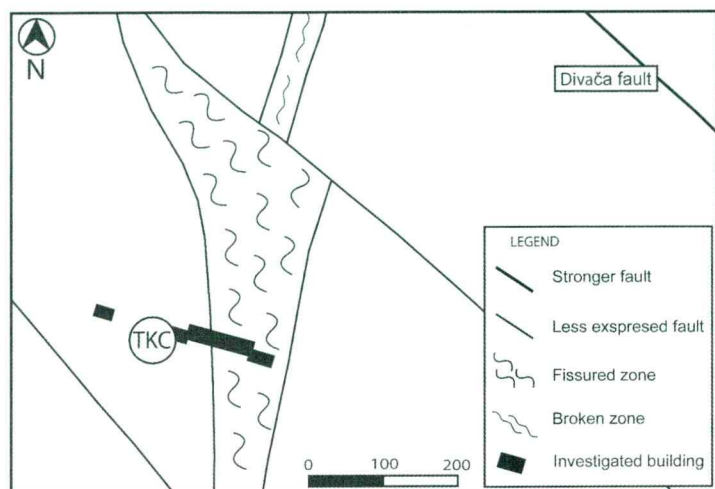 N
Divača fault
LEGEND
Stronger fault
Less exspresed fault
Fissured zone
Broken zone
Investigated building
TKC
0 100 200